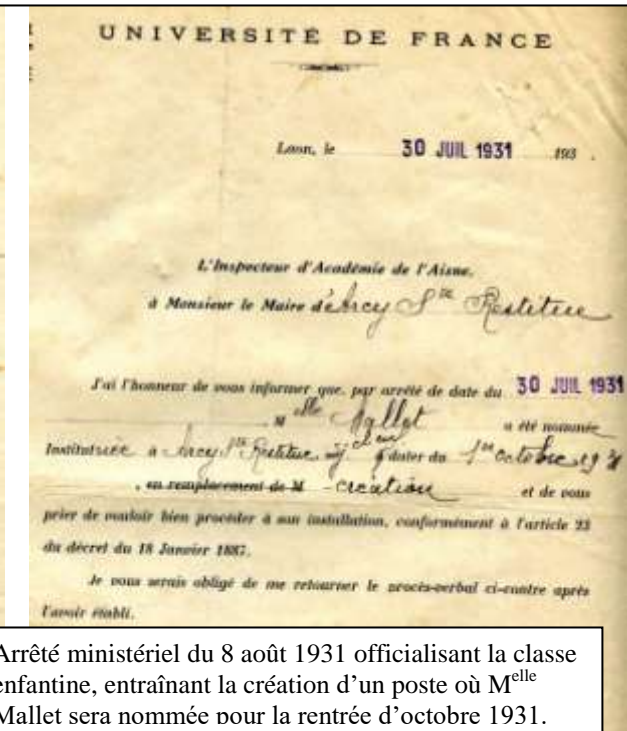 UNIVERSITÉ DE FRANCE
Laon, le 30 JUIL 1931 193 .
L'Inspecteur d'Académie de l'Aisne,
à Monsieur le Maire d'Arcy Ste Restitue
J'ai l'honneur de vous informer que, par arrêté de date du 30 JUIL 1931
Melle Mallet a été nommée
Institutrice à Arcy Ste Restitue à dater du 1er octobre 1931
, en remplacement de M création et de vous
prier de vouloir bien procéder à son installation, conformément à l'article 23
du décret du 18 Janvier 1887.
Je vous serais obligé de me retourner le procès-verbal ci-contre après
l'avoir établi.
Arrêté ministériel du 8 août 1931 officialisant la classe
enfantine, entraînant la création d'un poste où Melle
Mallet sera nommée pour la rentrée d'octobre 1931.